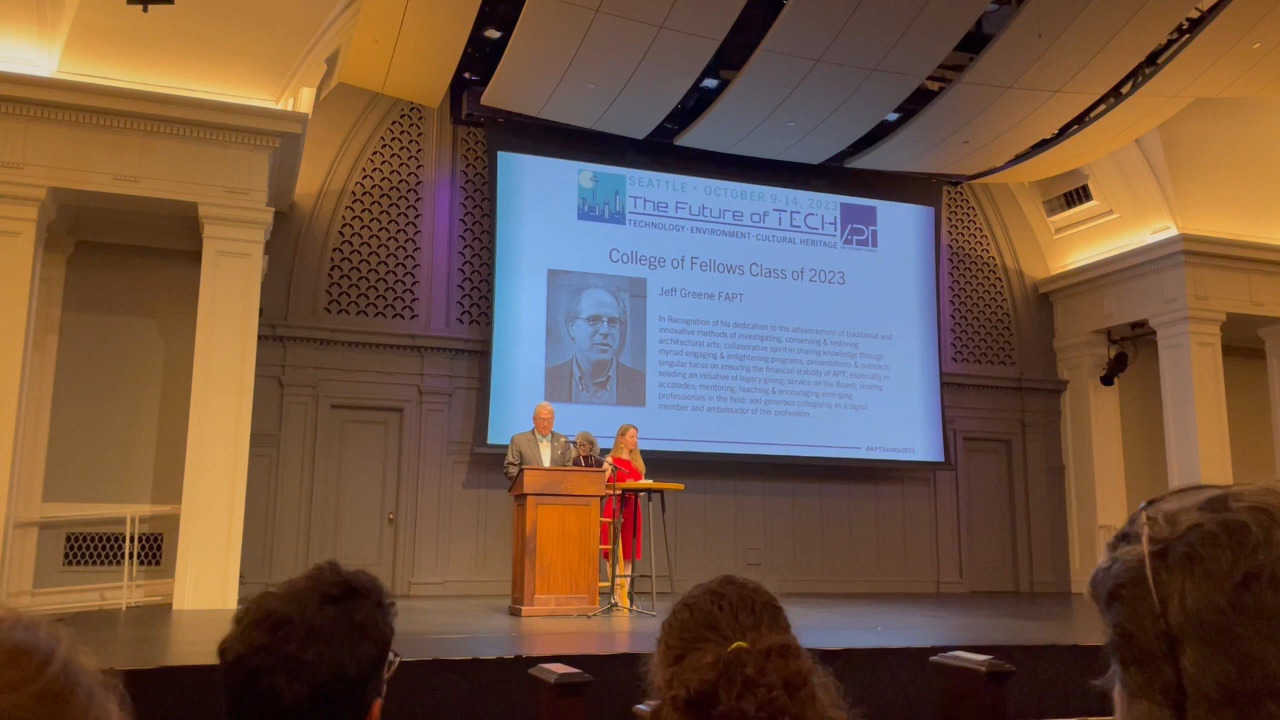 SEATTLE • OCTOBER 9-14, 2023
The Future of TECH
APT
TECHNOLOGY•ENVIRONMENT•CULTURAL HERITAGE
College of Fellows Class of 2023
Jeff Greene FAPT
In Recognition of his dedication to the advancement of traditional and
innovative methods of investigating, conserving & restoring
architectural arts; collaborative spirit in sharing knowledge through
myriad engaging & enlightening programs, presentations & outreach;
singular focus on ensuring the financial stability of APT, especially in
seeding an initiative of legacy giving; service on the Board; sharing
accolades; mentoring, teaching & encouraging emerging
professionals in the field; and generous collegiality as a signal
member and ambassador of this profession....
#APTSeattle2023